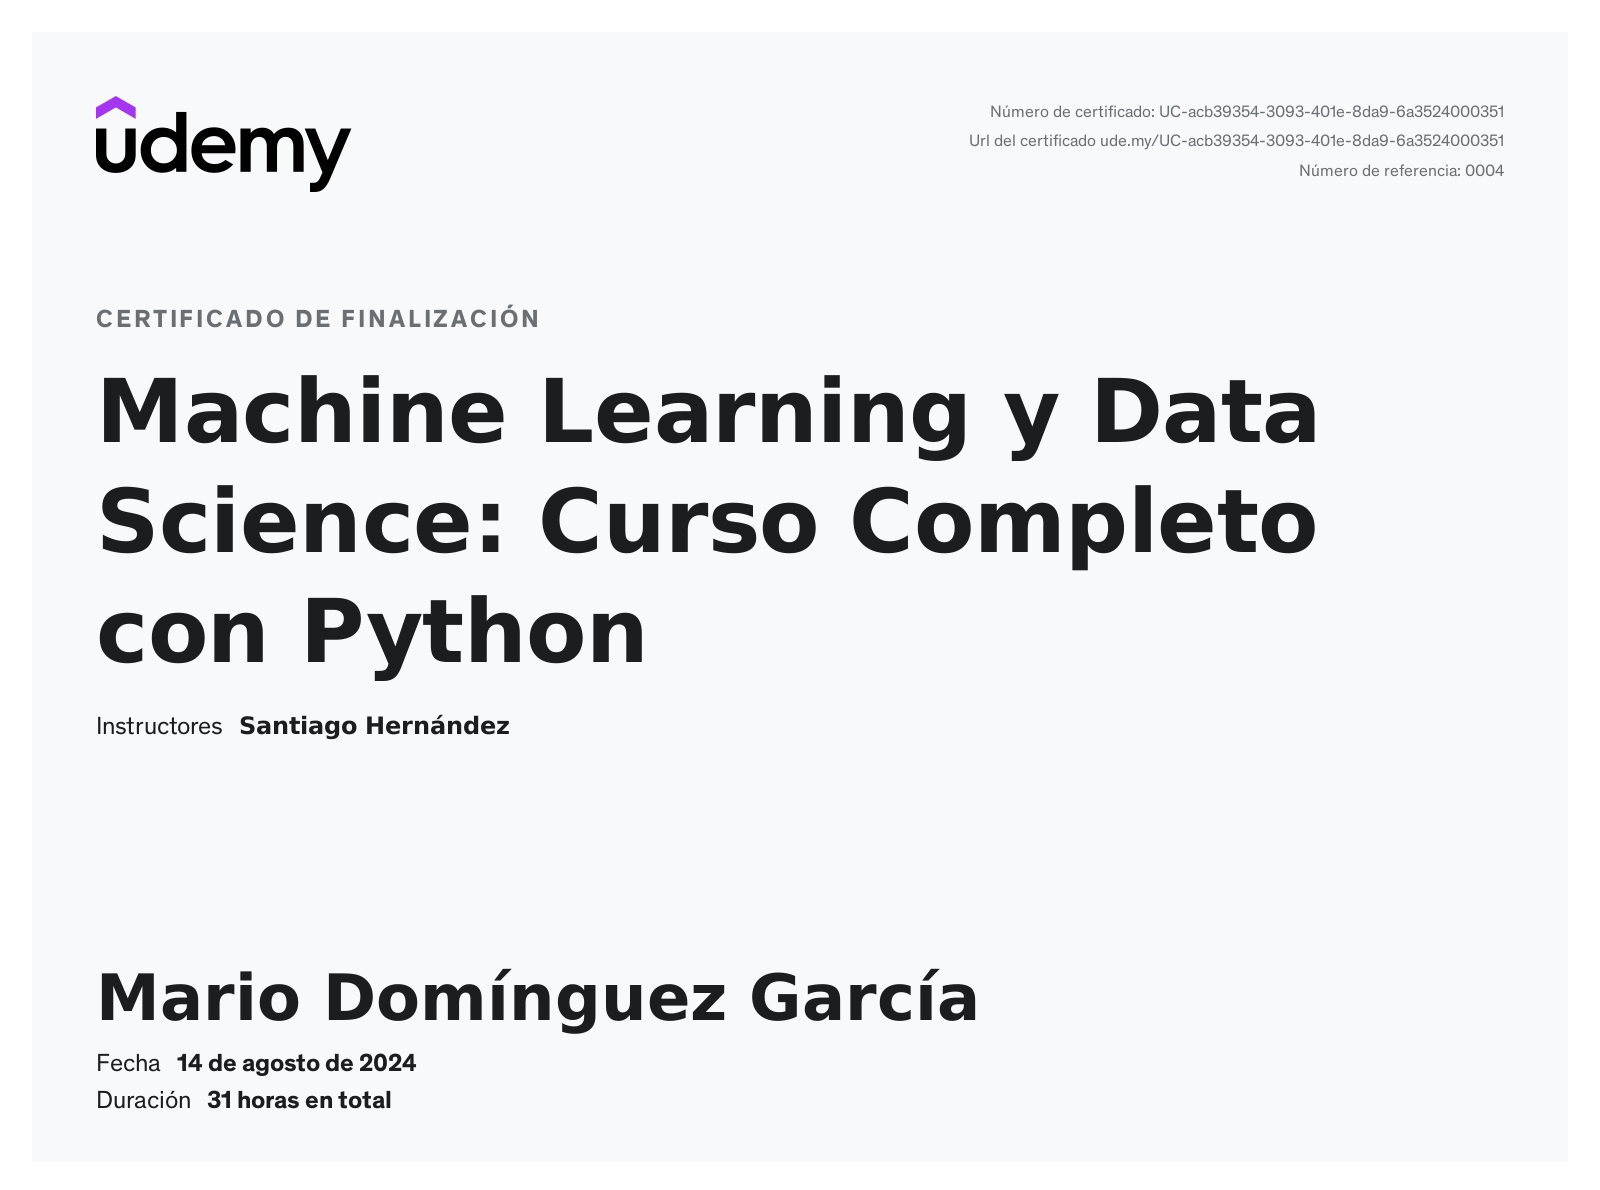 udemy
Número de certificado: UC-acb39354-3093-401e-8da9-6a3524000351
Url del certificado ude.my/UC-acb39354-3093-401e-8da9-6a3524000351
Número de referencia: 0004
CERTIFICADO DE FINALIZACIÓN
Machine Learning y Data
Science: Curso Completo
con Python
Instructores Santiago Hernández
Mario Domínguez García
Fecha 14 de agosto de 2024
Duración 31 horas en total